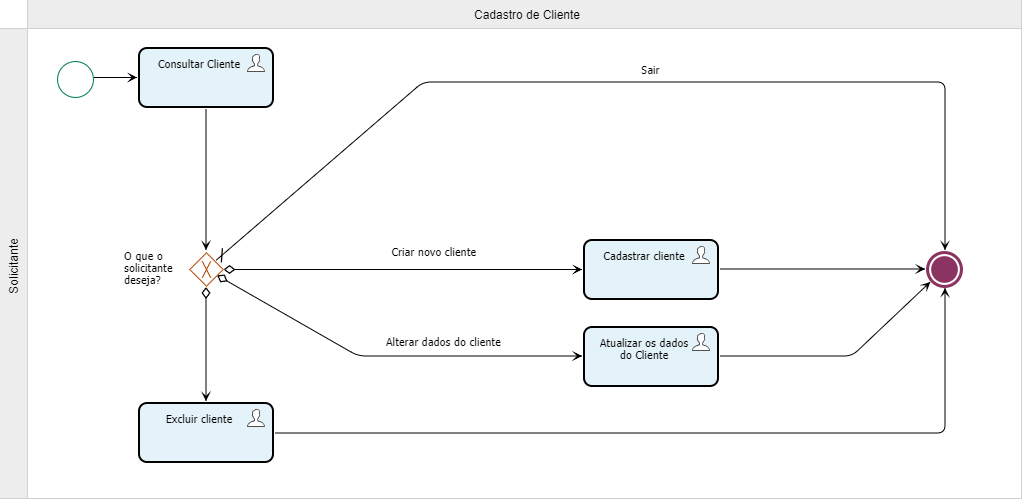 Cadastro de Cliente
Solicitante
Consultar Cliente
Sair
O que o
solicitante
deseja?
Criar novo cliente
Cadastrar cliente
Alterar dados do cliente
Atualizar os dados
do Cliente
Excluir cliente